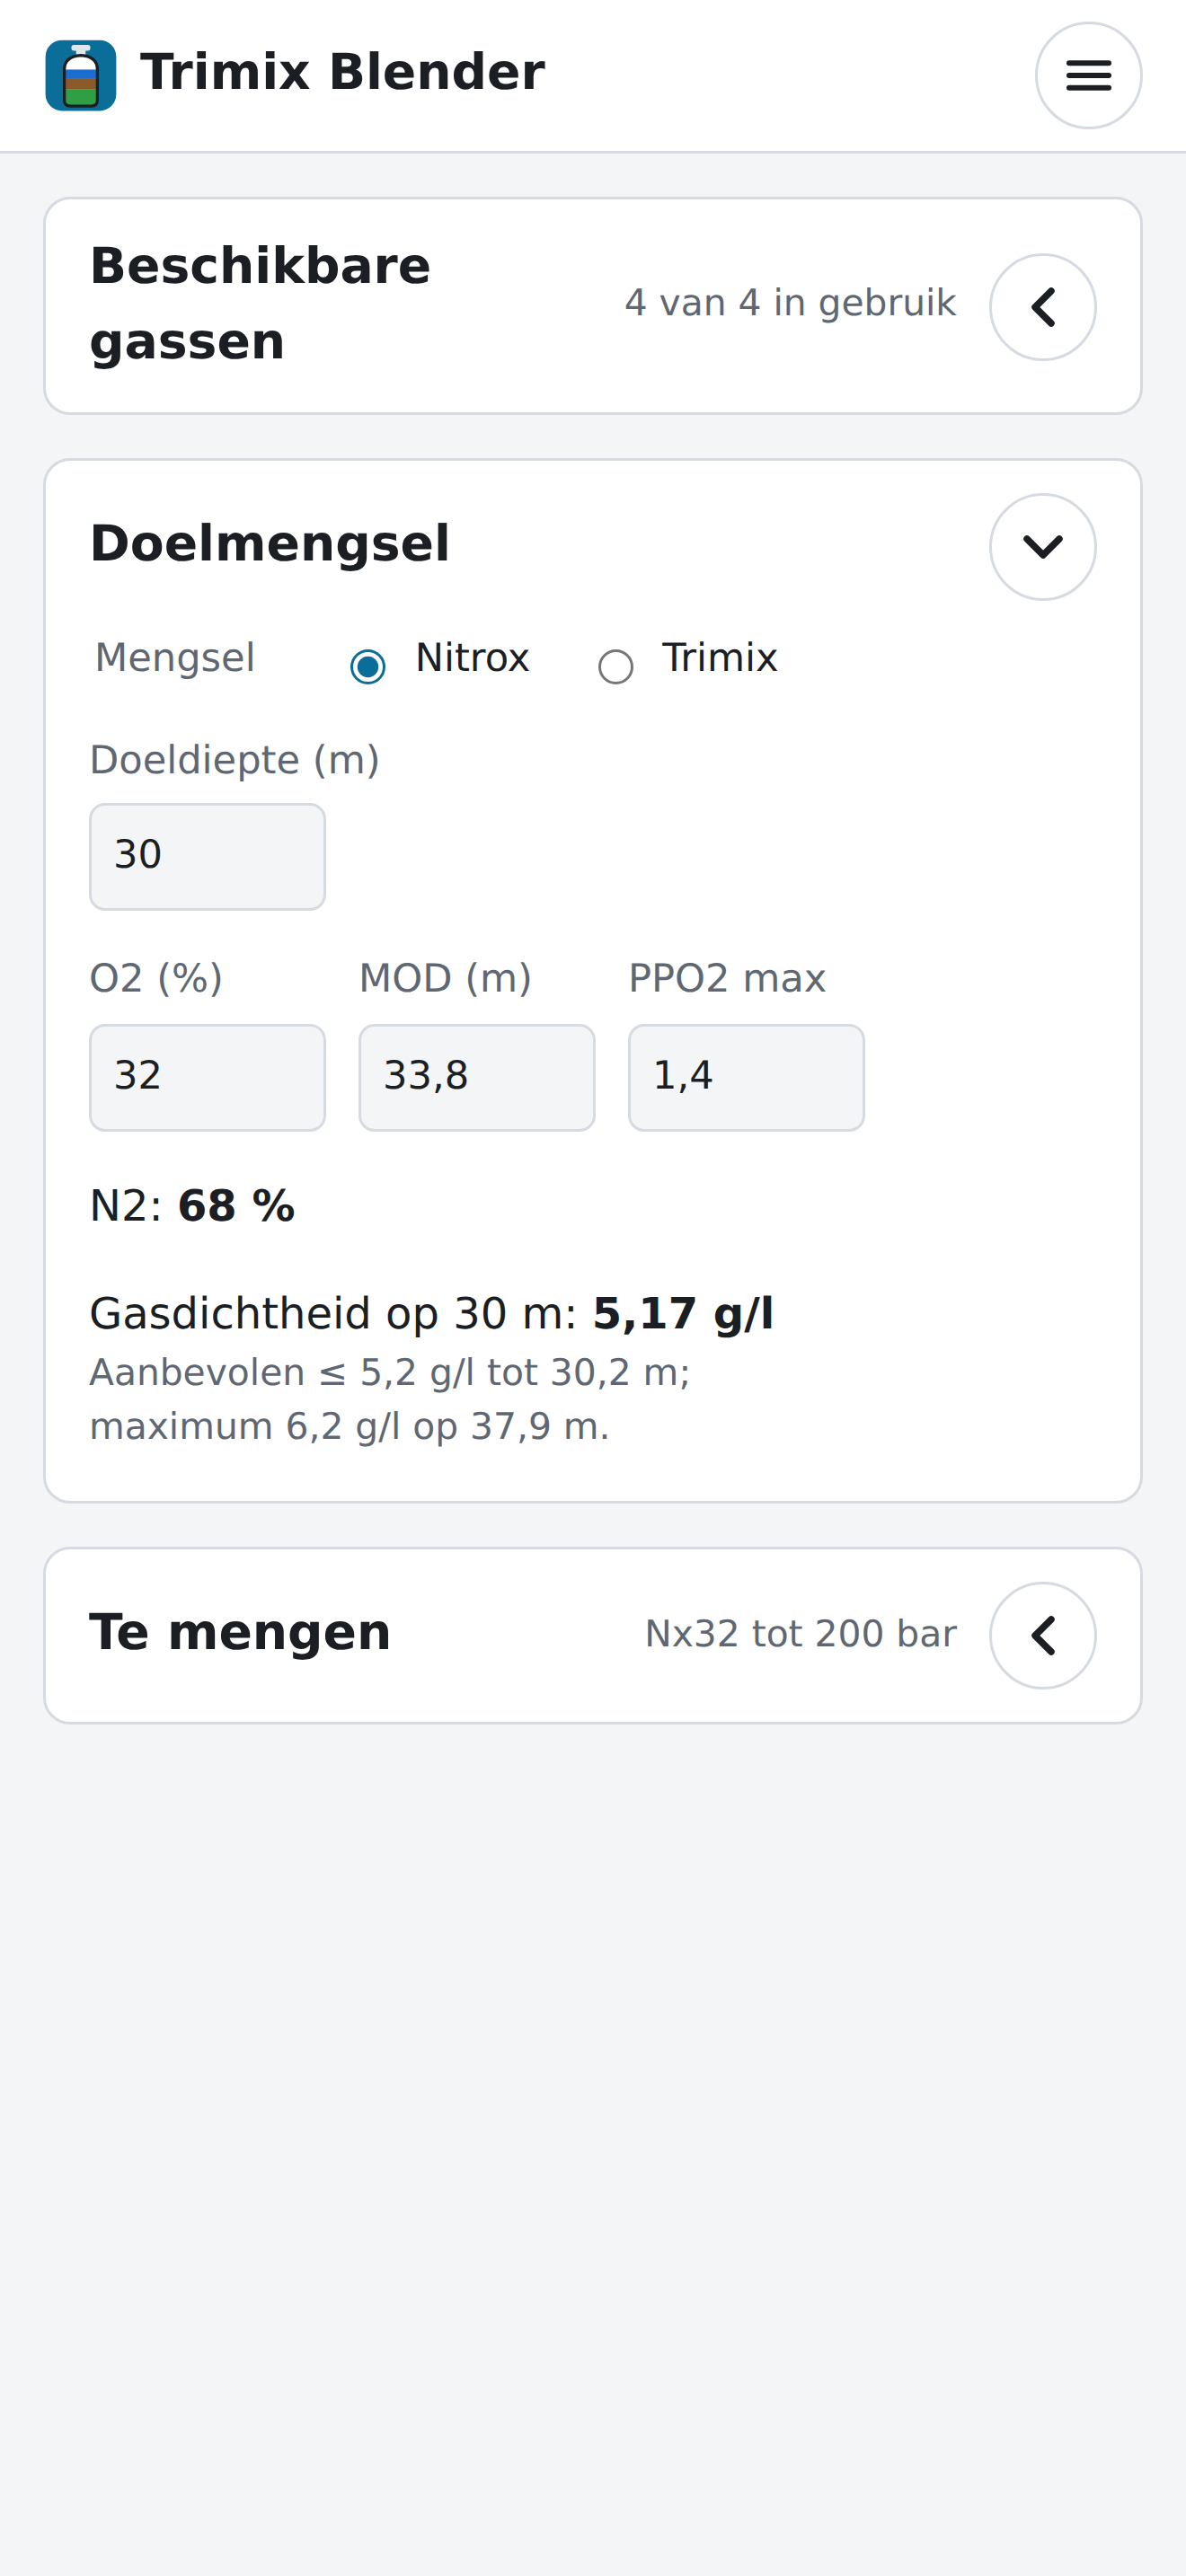 Trimix Blender
Beschikbare
gassen
4 van 4 in gebruik
Doelmengsel
Mengsel Nitrox Trimix
Doeldiepte (m)
30
O2 (%) MOD (m) PPO2 max
32 33,8 1,4
N2: 68 %
Gasdichtheid op 30 m: 5,17 g/l
Aanbevolen ≤ 5,2 g/l tot 30,2 m;
maximum 6,2 g/l op 37,9 m.
Te mengen Nx32 tot 200 bar